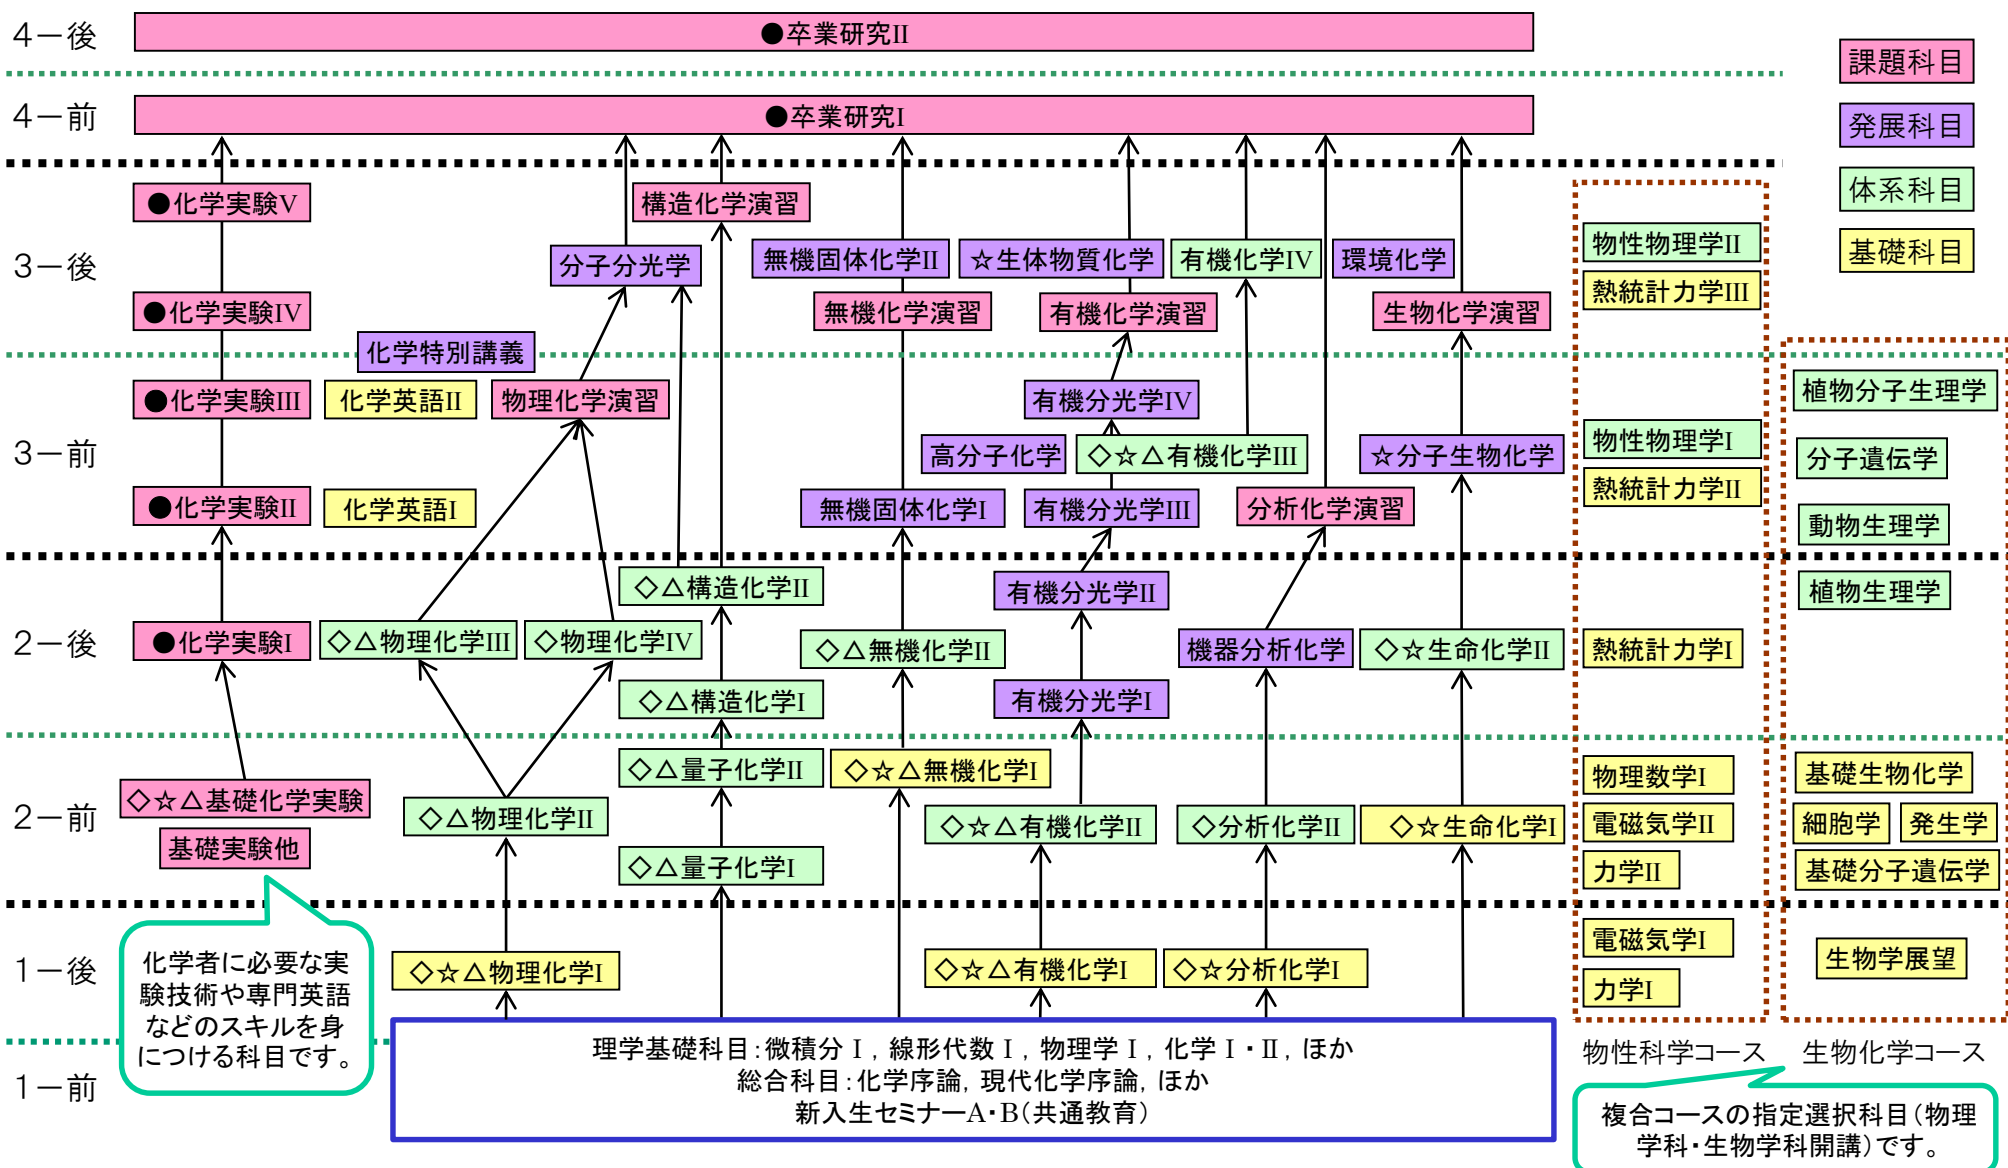 4－後
●卒業研究II
課題科目
4－前
●卒業研究I
発展科目
体系科目
基礎科目
3－後
●化学実験V
構造化学演習
分子分光学
無機固体化学II
☆生体物質化学
有機化学IV
環境化学
物性物理学II
熱統計力学III
●化学実験IV
無機化学演習
有機化学演習
生物化学演習
化学特別講義
3－前
●化学実験III
化学英語II
物理化学演習
有機分光学IV
植物分子生理学
高分子化学
◇☆△有機化学III
☆分子生物化学
物性物理学I
分子遺伝学
熱統計力学II
●化学実験II
化学英語I
無機固体化学I
有機分光学III
分析化学演習
動物生理学
2－後
◇△構造化学II
有機分光学II
植物生理学
●化学実験I
◇△物理化学III
◇物理化学IV
◇△無機化学II
機器分析化学
◇☆生命化学II
熱統計力学I
◇△構造化学I
有機分光学I
2－前
◇△量子化学II
◇☆△無機化学I
物理数学I
基礎生物化学
◇☆△基礎化学実験
◇△物理化学II
◇☆△有機化学II
◇分析化学II
◇☆生命化学I
電磁気学II
細胞学
発生学
基礎実験他
◇△量子化学I
力学II
基礎分子遺伝学
1－後
化学者に必要な実
験技術や専門英語
などのスキルを身
につける科目です。
◇☆△物理化学I
◇☆△有機化学I
◇☆分析化学I
電磁気学I
生物学展望
力学I
1－前
理学基礎科目：微積分 I，線形代数 I，物理学 I，化学 I・II，ほか
総合科目：化学序論，現代化学序論，ほか
新入生セミナーA・B（共通教育）
物性科学コース
生物化学コース
複合コースの指定選択科目（物理
学科・生物学科開講）です。